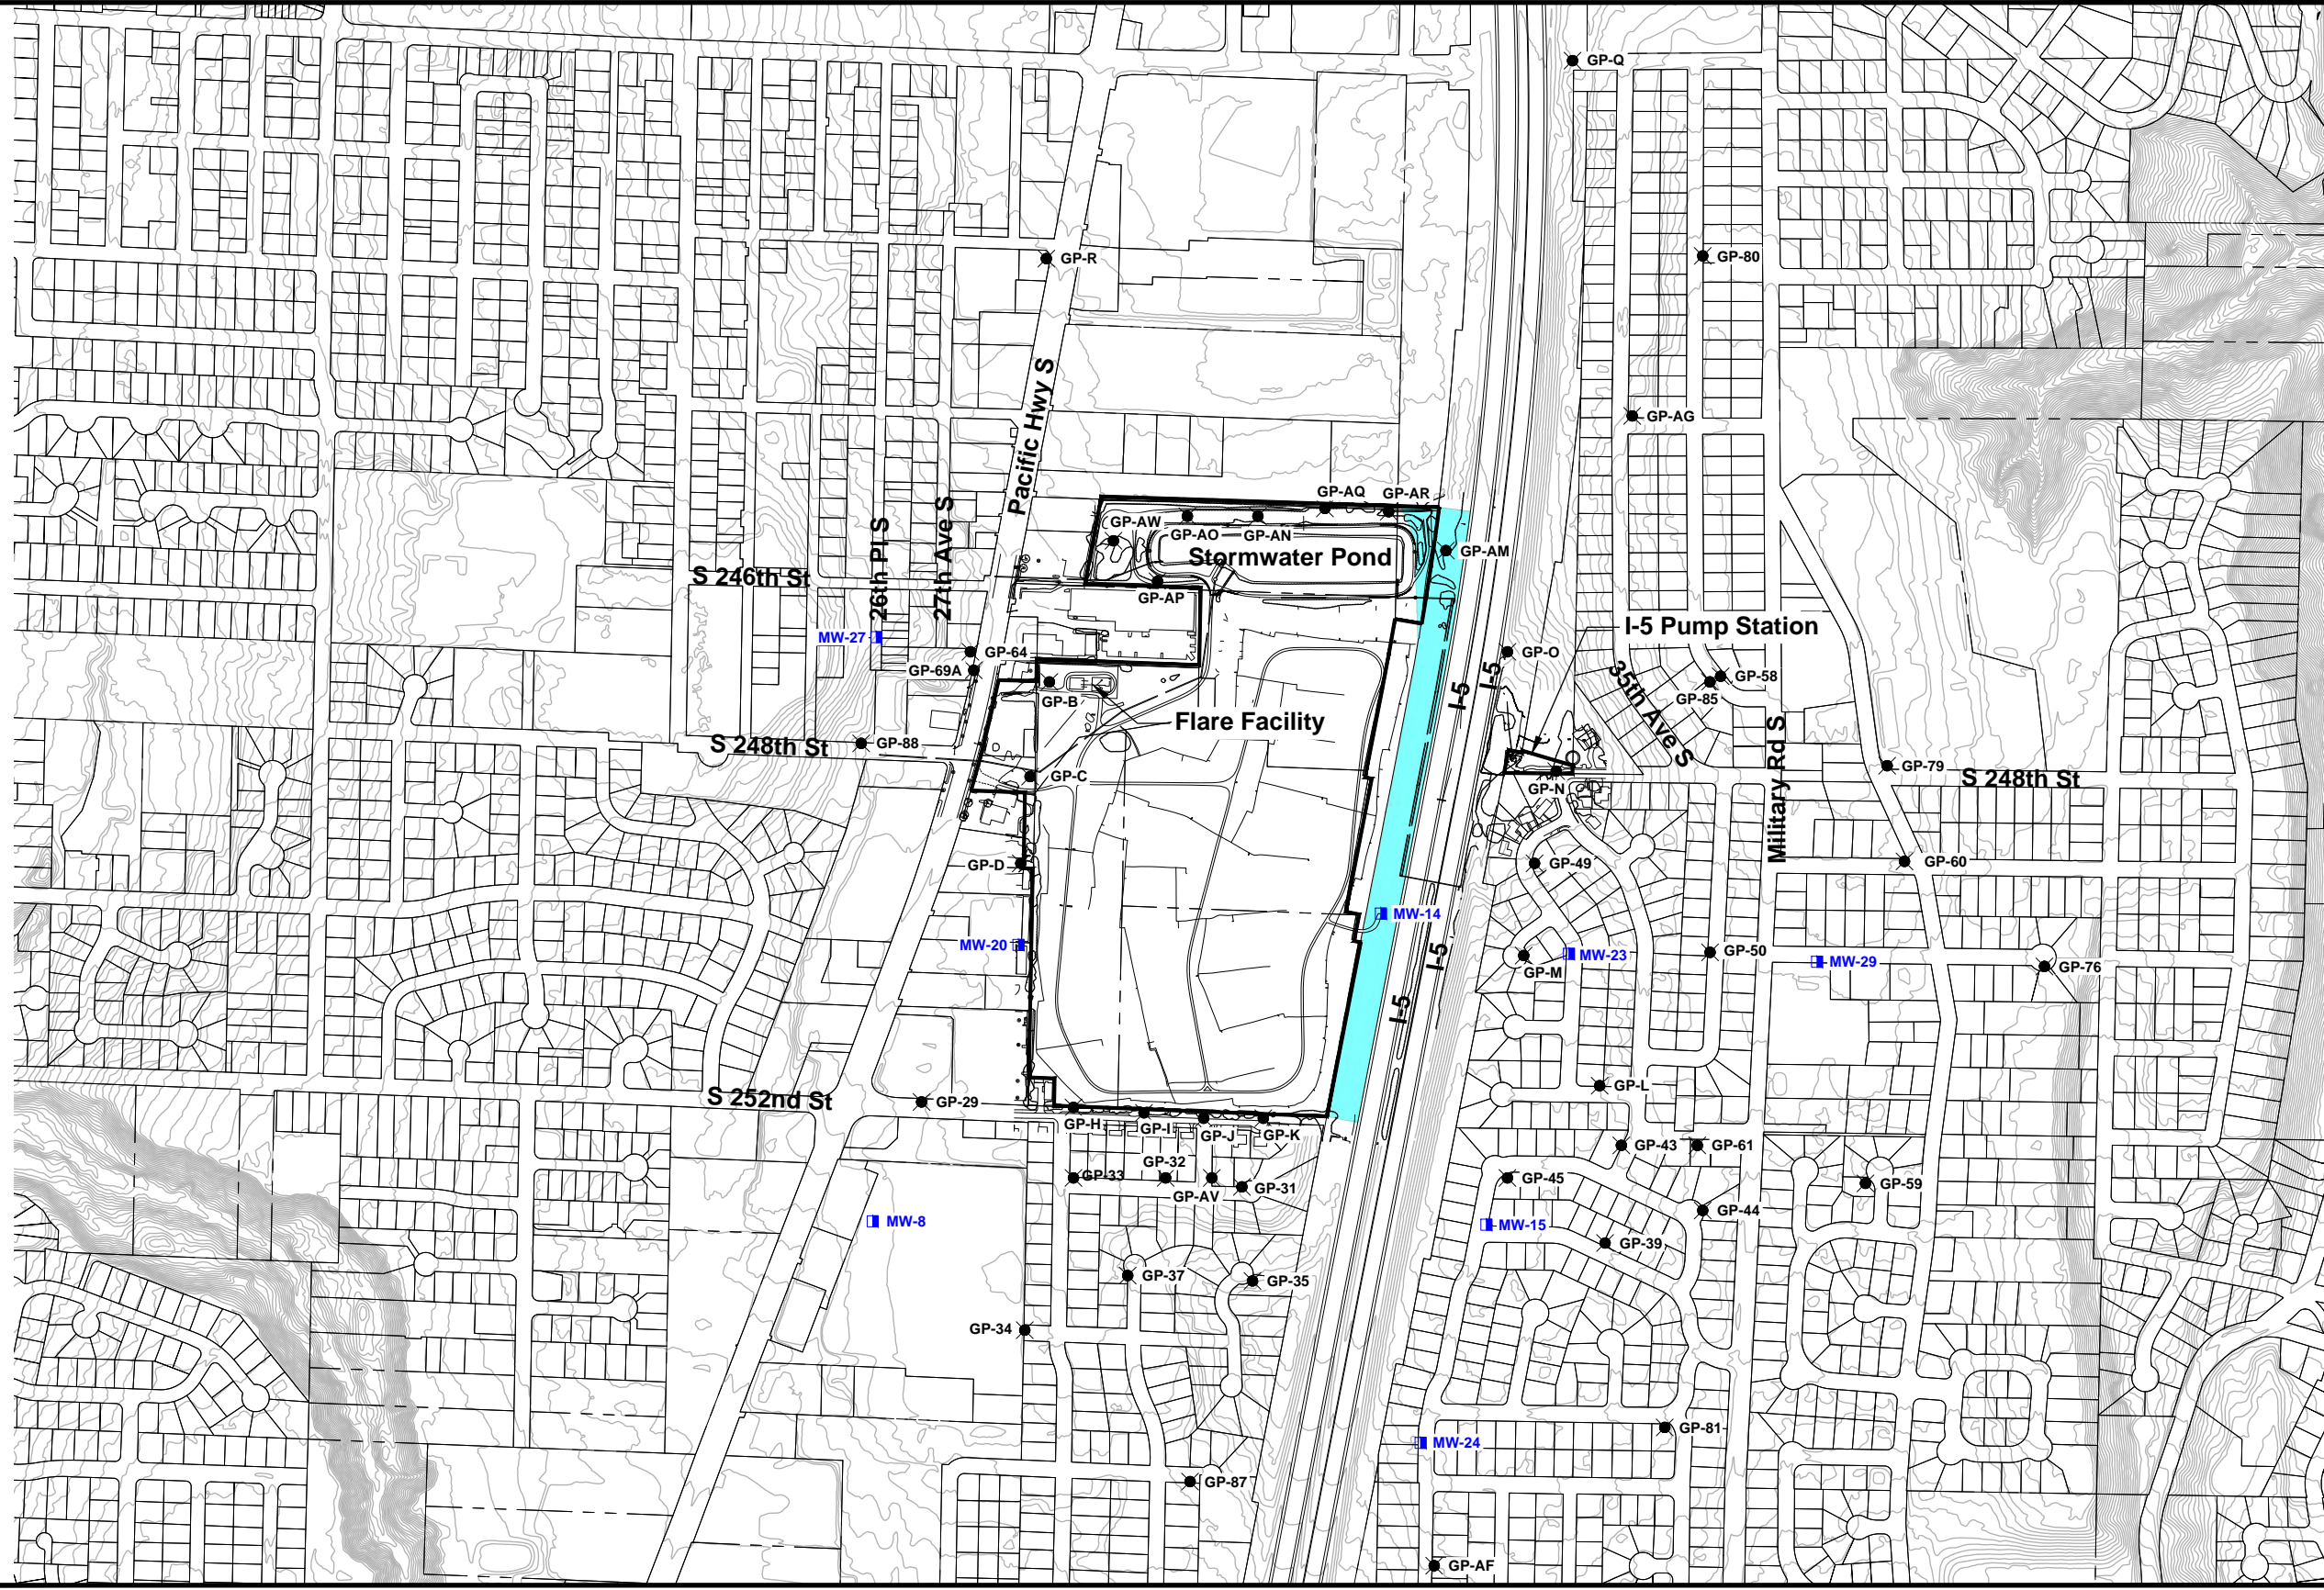 GP-Q
GP-R
GP-80
Pacific Hwy S
GP-AG
GP-AQ
GP-AR
GP-AW
GP-AO
GP-AN
Stormwater Pond
GP-AM
S 246th St
26th Pl S
27th Ave S
GP-AP
I-5 Pump Station
MW-27
GP-64
GP-O
GP-69A
GP-58
GP-85
GP-B
I-5
I-5
35th Ave S
Flare Facility
S 248th St
GP-88
Military Rd S
GP-79
S 248th St
GP-C
GP-N
GP-D
GP-49
GP-60
MW-14
MW-20
I-5
GP-M
MW-23
GP-50
MW-29
GP-76
I-5
S 252nd St
GP-29
GP-L
GP-H
GP-I
GP-J
GP-K
GP-43
GP-61
GP-33
GP-32
GP-AV
GP-31
GP-45
GP-59
GP-44
MW-8
MW-15
GP-39
GP-37
GP-35
GP-34
GP-81
MW-24
GP-87
GP-AF